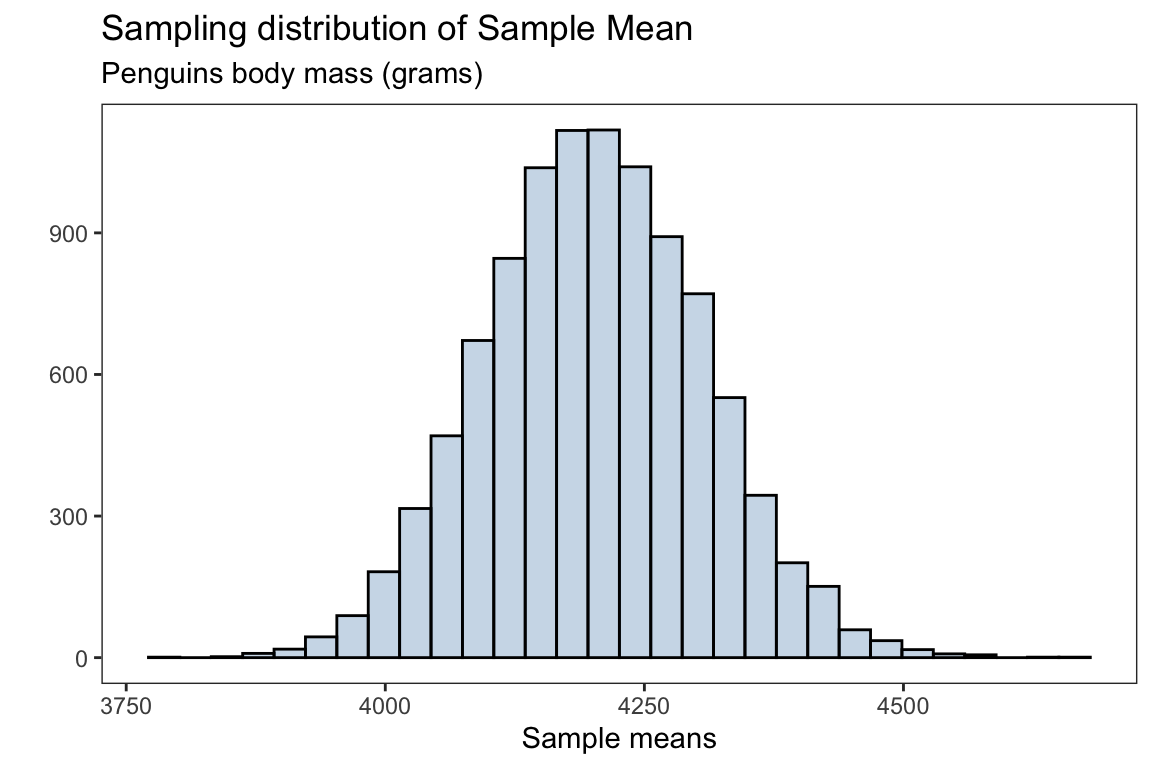 Sampling distribution of Sample Mean
Penguins body mass (grams)
900
600
300
0
3750 4000 4250 4500
Sample means